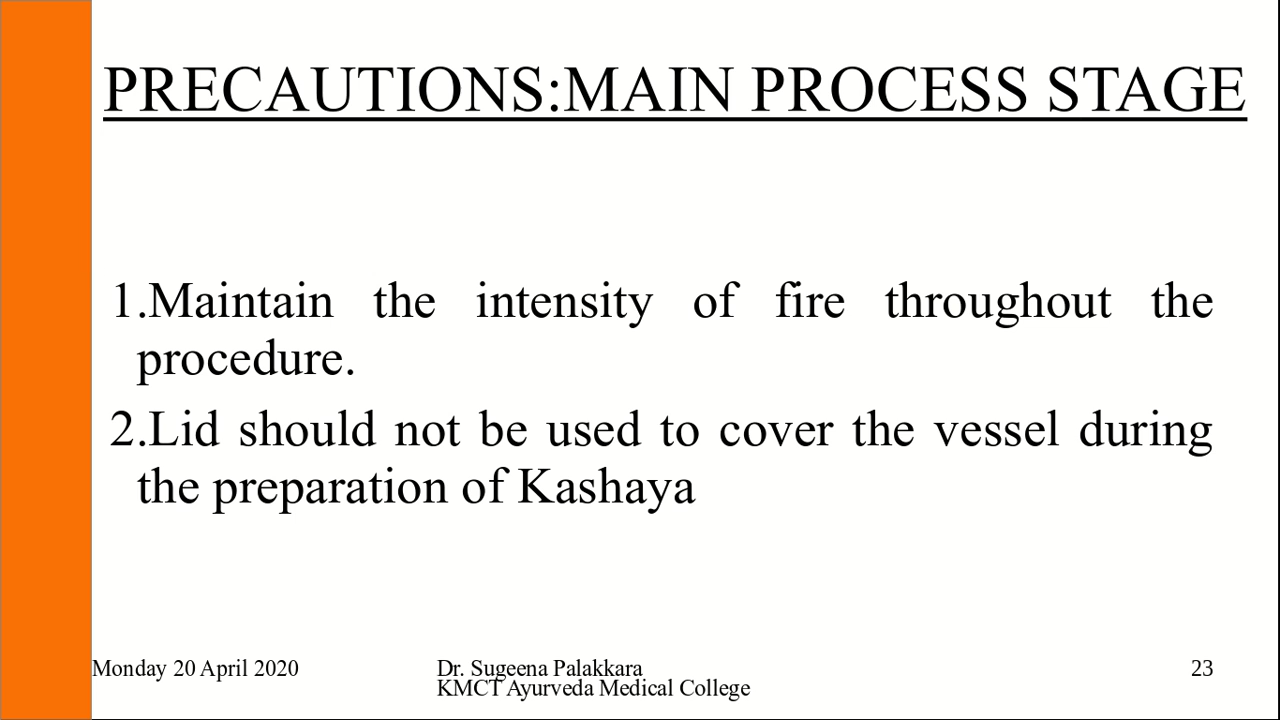 PRECAUTIONS:MAIN PROCESS STAGE
1.Maintain the intensity of fire throughout the
procedure.
2.Lid should not be used to cover the vessel during
the preparation of Kashaya
Monday 20 April 2020
Dr. Sugeena Palakkara
KMCT Ayurveda Medical College
23